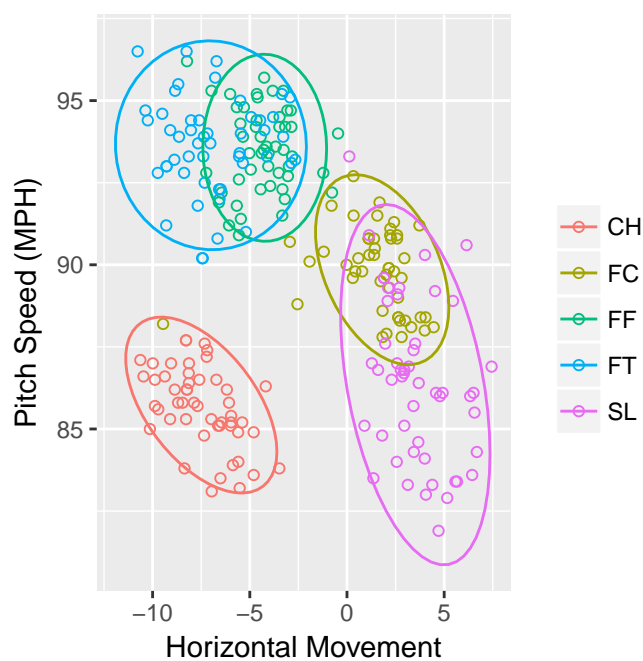 95
90
85
−10
−5
0
5
Horizontal Movement
Pitch Speed (MPH)
CH
FC
FF
FT
SL